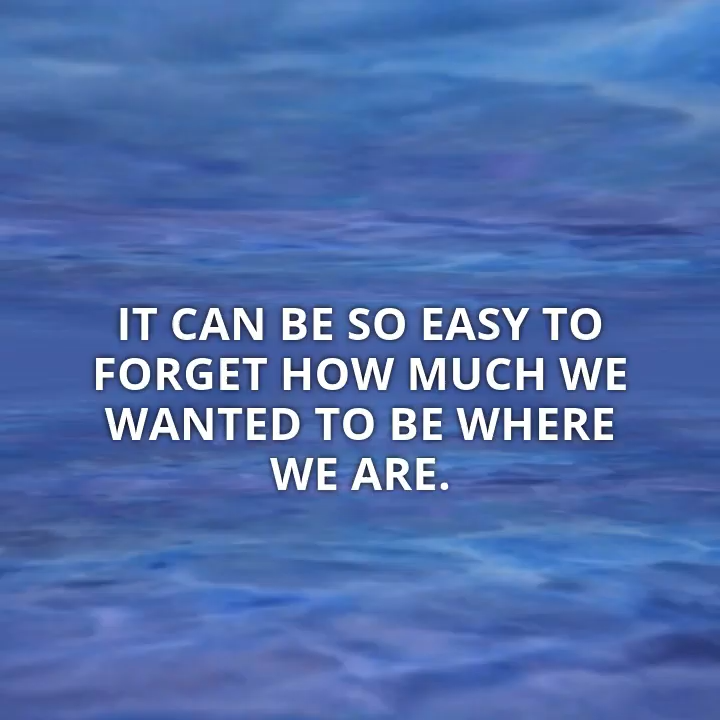 IT CAN BE SO EASY TO
FORGET HOW MUCH WE
WANTED TO BE WHERE
WE ARE.